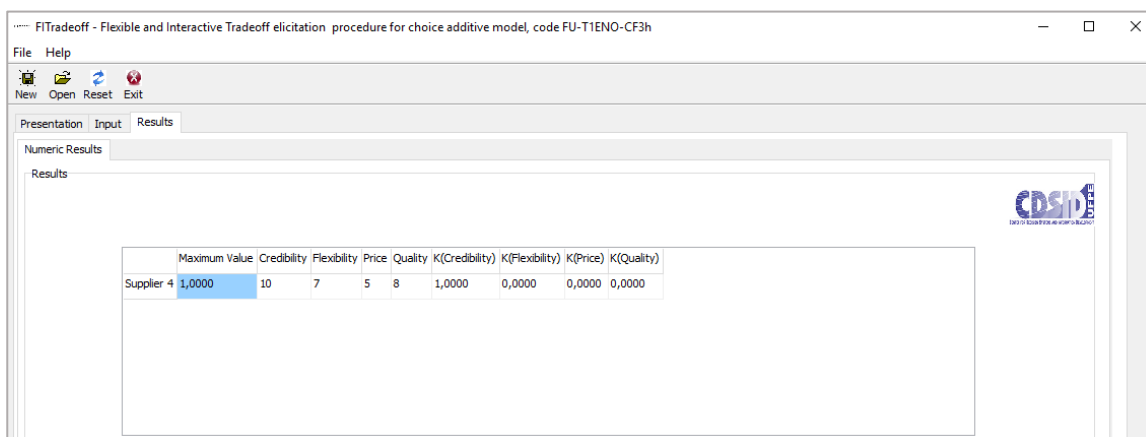 FITradeoff - Flexible and Interactive Tradeoff elicitation procedure for choice additive model, code FU-T1ENO-CF3h
File Help
New Open Reset Exit
Presentation Input Results
Numeric Results
Results
CDSID UFPE
Maximum Value Credibility Flexibility Price Quality K(Credibility) K(Flexibility) K(Price) K(Quality)
Supplier 4 1,0000 10 7 5 8 1,0000 0,0000 0,0000 0,0000